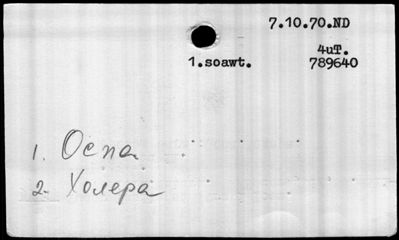 7.10.70.ND
4uT.
1.soawt. 789640
1. Оспа
2. Холера